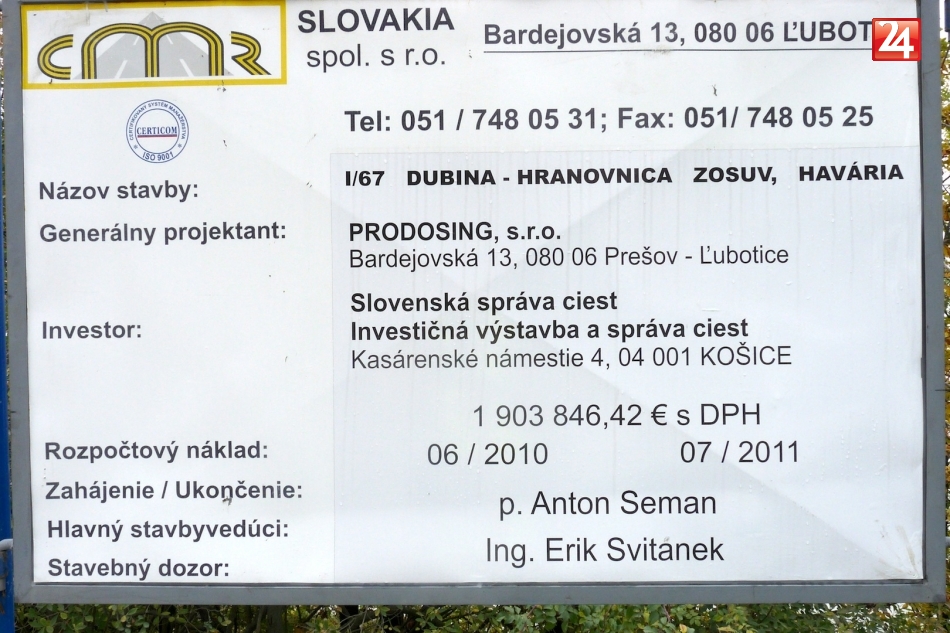 CMR
SLOVAKIA
spol. s r.o.
Bardejovská 13, 080 06 ĽUBOT
24
Tel: 051 / 748 05 31; Fax: 051/ 748 05 25
CERTIFIKOVANÝ SYSTÉM MANAŽÉRSTVA
CERTICOM
ISO 9001
Názov stavby: I/67 DUBINA - HRANOVNICA ZOSUV, HAVÁRIA
Generálny projektant: PRODOSING, s.r.o.
Bardejovská 13, 080 06 Prešov - Ľubotice
Slovenská správa ciest
Investor: Investičná výstavba a správa ciest
Kasárenské námestie 4, 04 001 KOŠICE
1 903 846,42 € s DPH
Rozpočtový náklad: 06 / 2010 07 / 2011
Zahájenie / Ukončenie: p. Anton Seman
Hlavný stavbyvedúci: Ing. Erik Svitanek
Stavebný dozor: